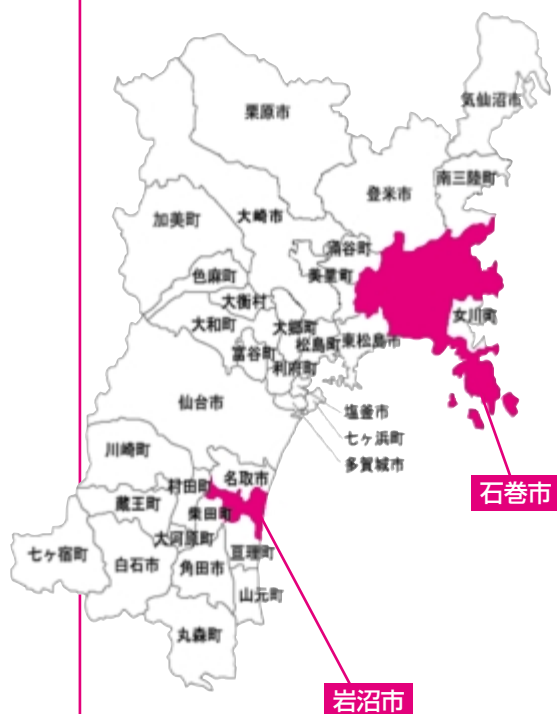 気仙沼市
栗原市
南三陸町
登米市
大崎市
加美町
涌谷町
美里町
色麻町
大衡村
女川町
大和町
大郷町
松島町
東松島市
富谷町
利府町
仙台市
塩釜市
七ヶ浜町
多賀城市
川崎町
名取市
村田町
石巻市
蔵王町
柴田町
大河原町
亘理町
七ヶ宿町
白石市
角田市
山元町
丸森町
岩沼市